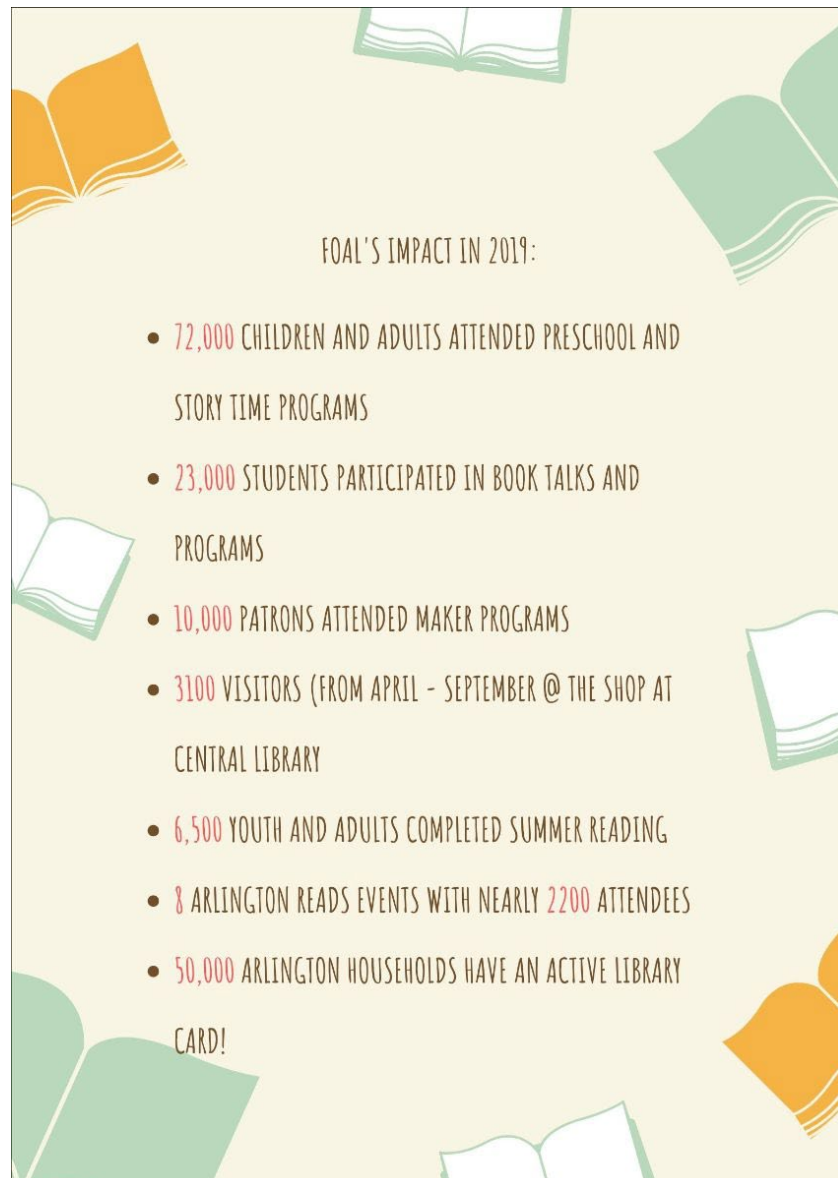 FOAL'S IMPACT IN 2019:
• 72,000 CHILDREN AND ADULTS ATTENDED PRESCHOOL AND
STORY TIME PROGRAMS
• 23,000 STUDENTS PARTICIPATED IN BOOK TALKS AND
PROGRAMS
• 10,000 PATRONS ATTENDED MAKER PROGRAMS
• 3100 VISITORS (FROM APRIL - SEPTEMBER @ THE SHOP AT
CENTRAL LIBRARY
• 6,500 YOUTH AND ADULTS COMPLETED SUMMER READING
• 8 ARLINGTON READS EVENTS WITH NEARLY 2200 ATTENDEES
• 50,000 ARLINGTON HOUSEHOLDS HAVE AN ACTIVE LIBRARY
CARD!